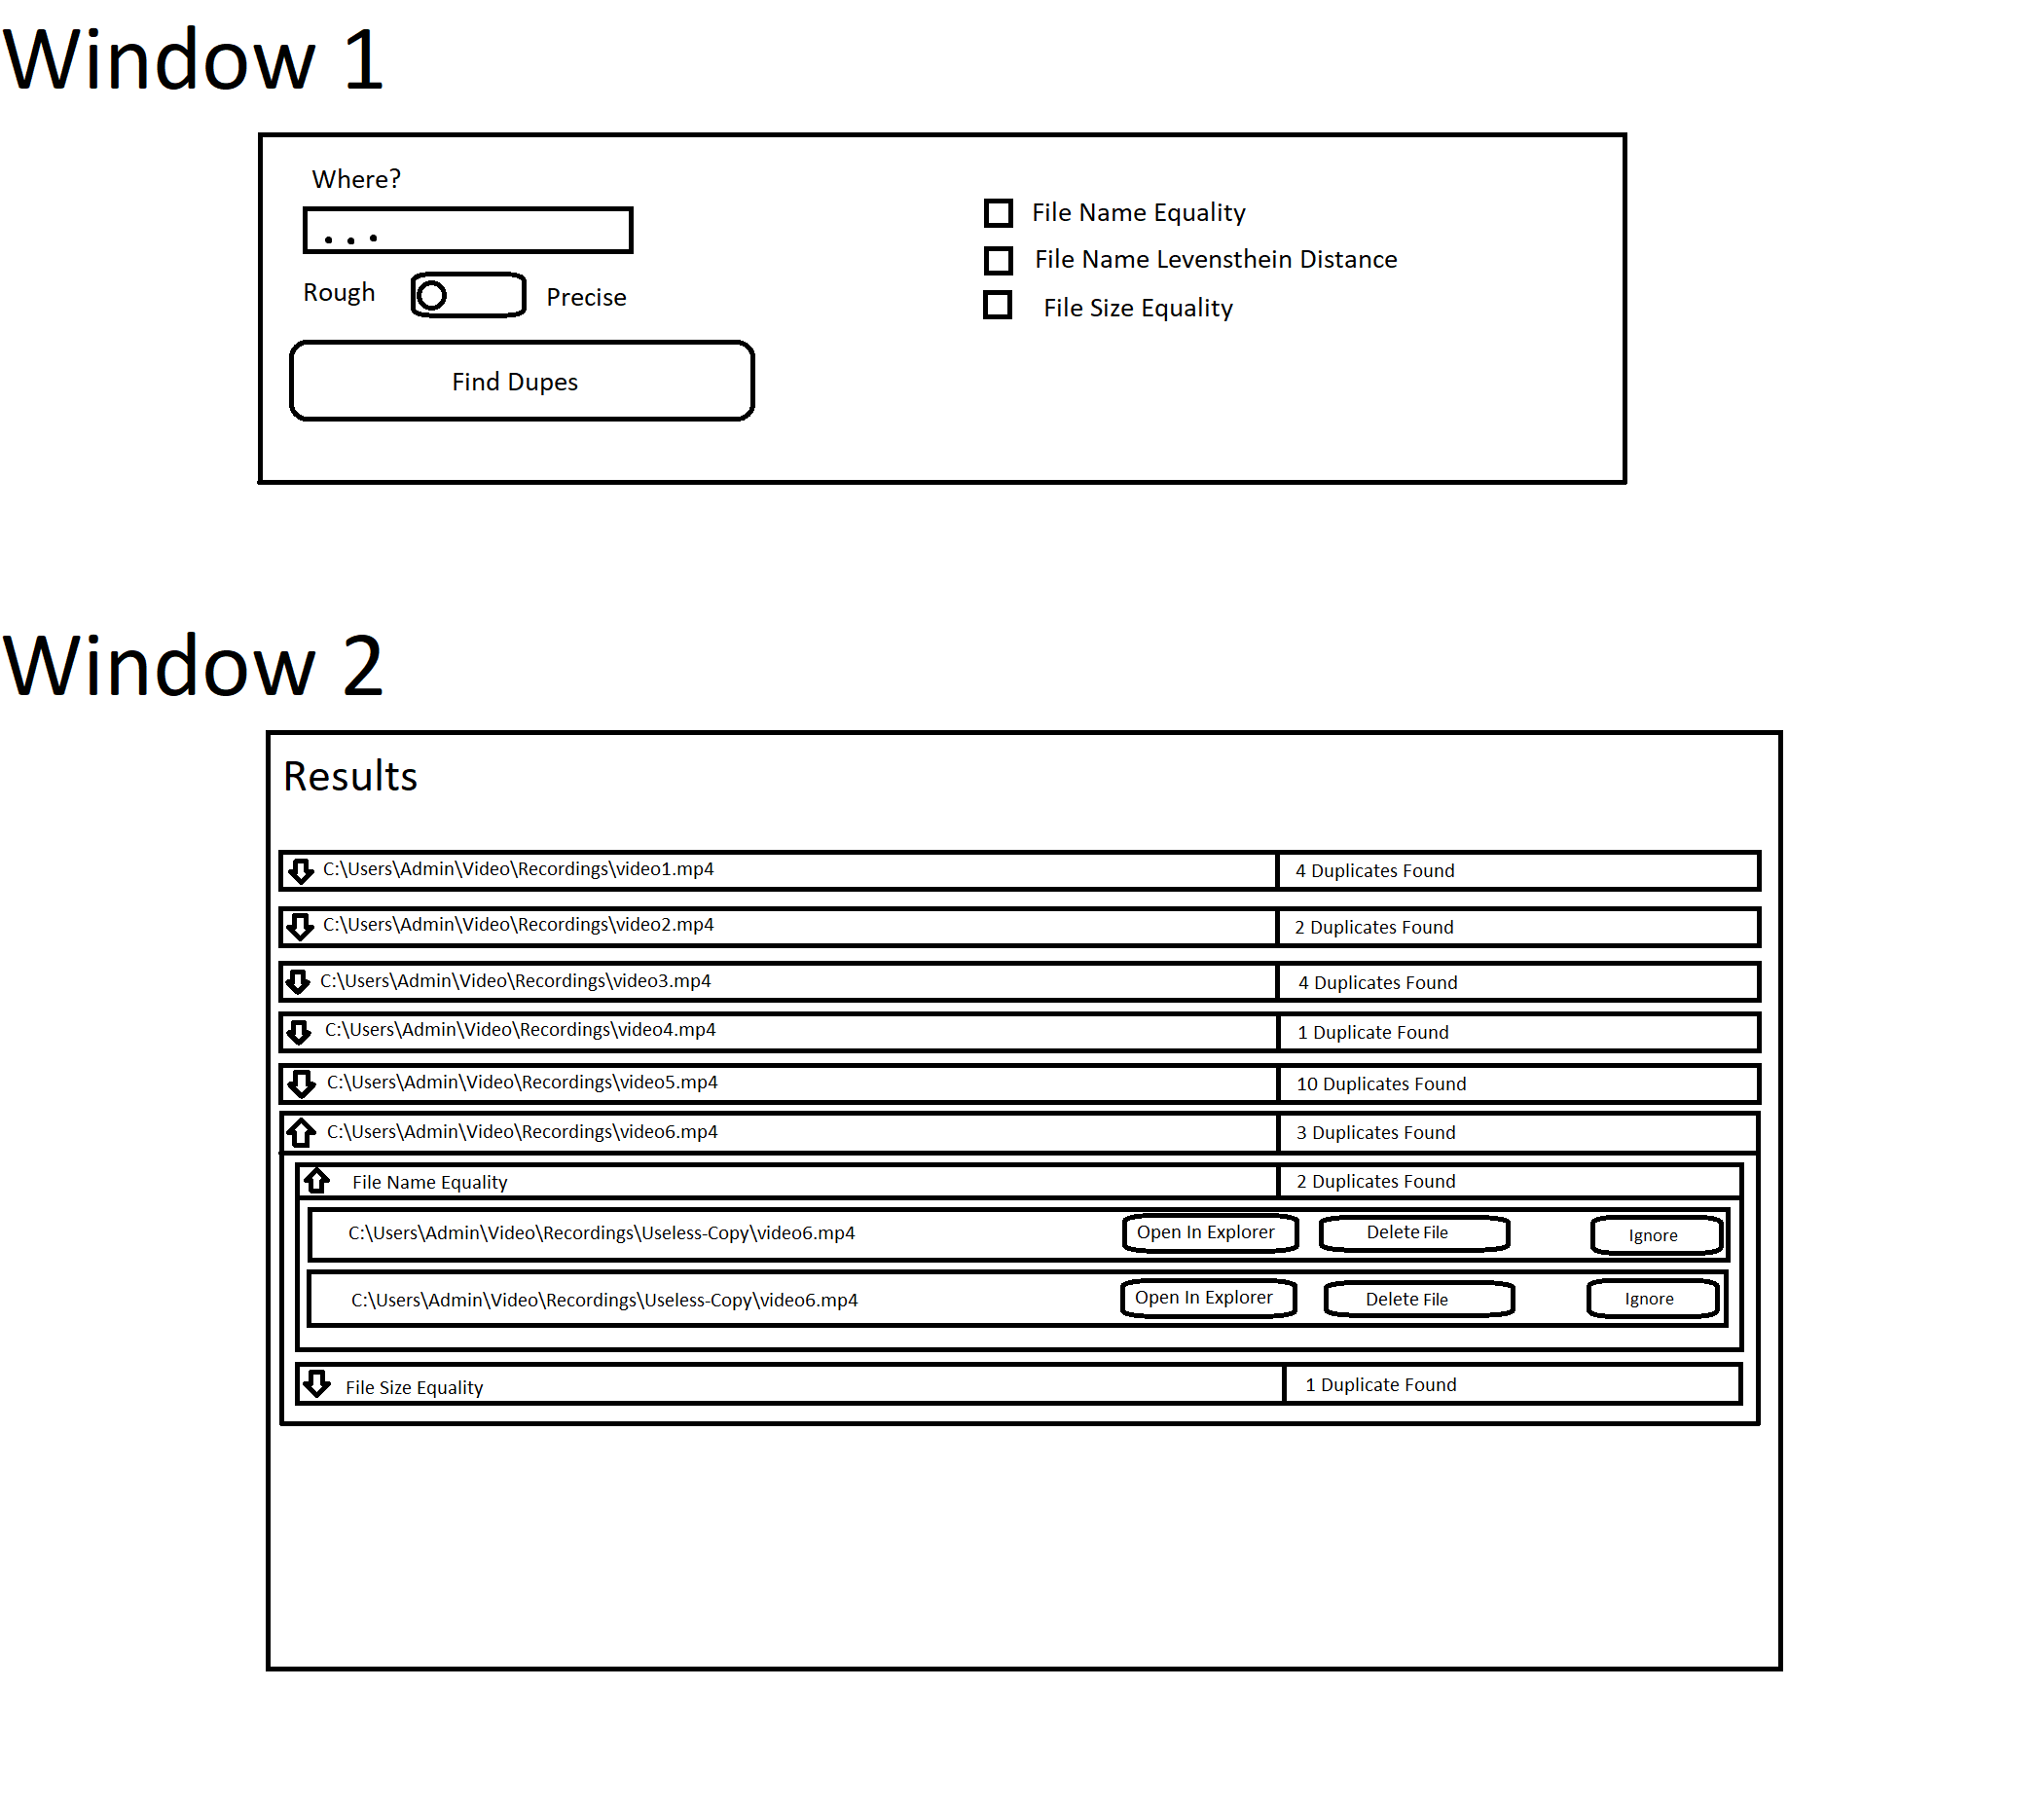 Window 1
Where?
...
Rough Precise
Find Dupes
File Name Equality
File Name Levensthein Distance
File Size Equality
Window 2
Results
C:\Users\Admin\Video\Recordings\video1.mp4 4 Duplicates Found
C:\Users\Admin\Video\Recordings\video2.mp4 2 Duplicates Found
C:\Users\Admin\Video\Recordings\video3.mp4 4 Duplicates Found
C:\Users\Admin\Video\Recordings\video4.mp4 1 Duplicate Found
C:\Users\Admin\Video\Recordings\video5.mp4 10 Duplicates Found
C:\Users\Admin\Video\Recordings\video6.mp4 3 Duplicates Found
File Name Equality 2 Duplicates Found
C:\Users\Admin\Video\Recordings\Useless-Copy\video6.mp4 Open In Explorer Delete File Ignore
C:\Users\Admin\Video\Recordings\Useless-Copy\video6.mp4 Open In Explorer Delete File Ignore
File Size Equality 1 Duplicate Found